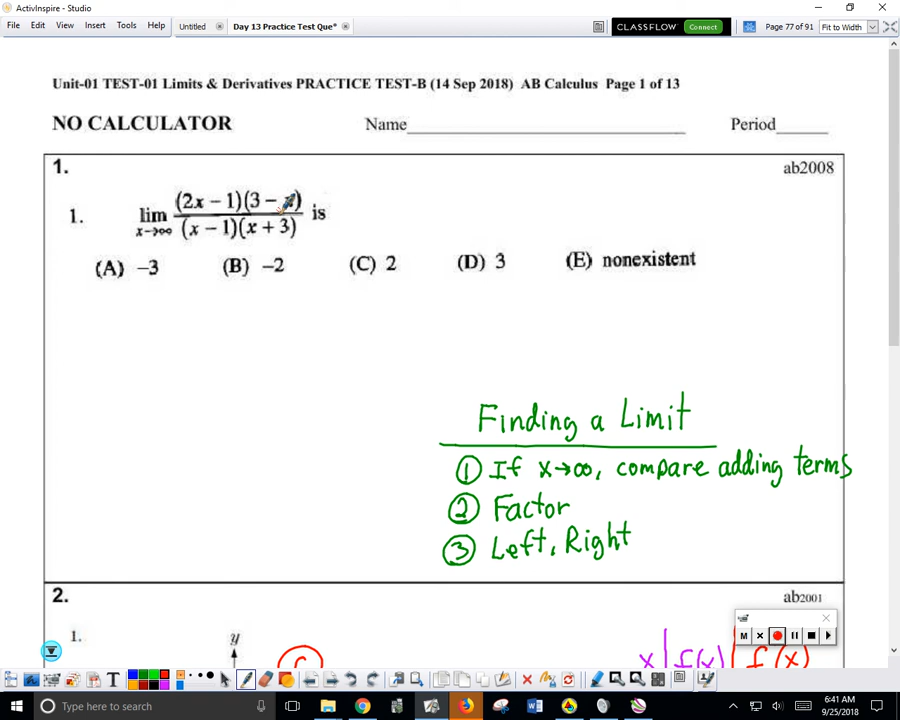 ActivInspire - Studio
File Edit View Insert Tools Help
Untitled
Day 13 Practice Test Que*
CLASSFLOW Connect
Page 77 of 91
Fit to Width
Unit-01 TEST-01 Limits & Derivatives PRACTICE TEST-B (14 Sep 2018) AB Calculus Page 1 of 13
NO CALCULATOR Name Period
1. ab2008
1. lim x→∞ (2x – 1)(3 – )/(x – 1)(x + 3) is
(A) –3 (B) –2 (C) 2 (D) 3 (E) nonexistent
Finding a Limit
① If x→∞, compare adding terms
② Factor
③ Left, Right
2. ab2001
1.
y
x f(x) f(x)
M
T
Type here to search
6:41 AM
9/25/2018